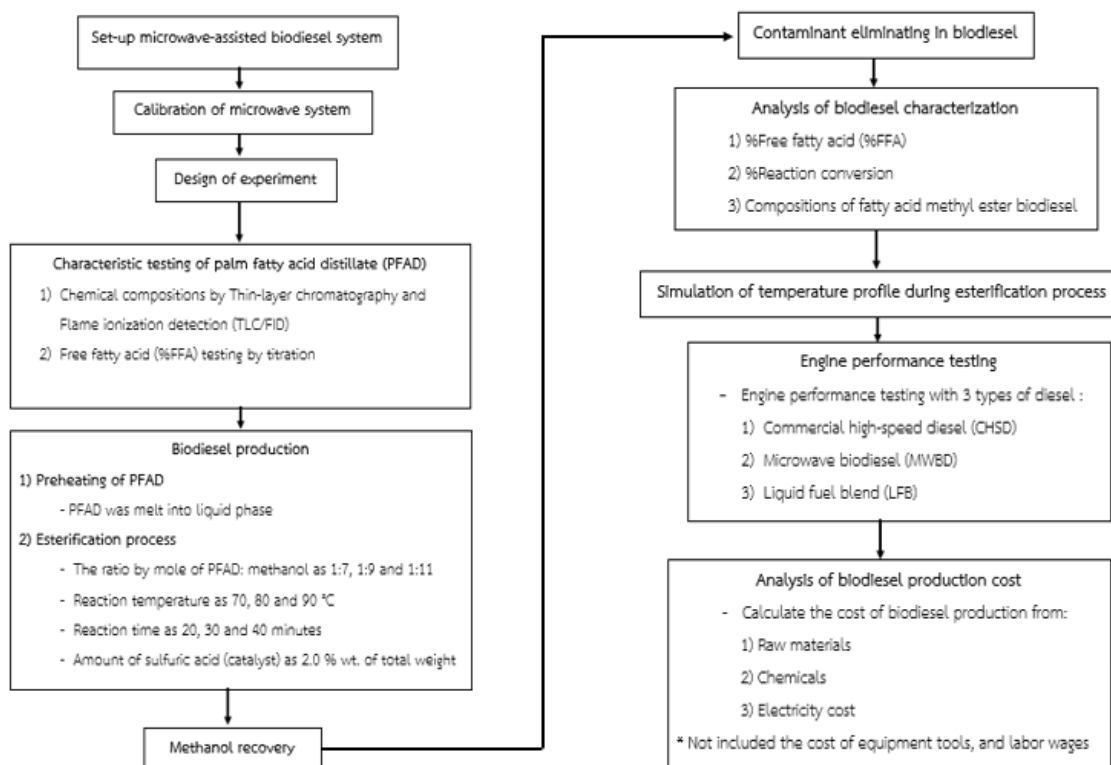 Set-up microwave-assisted biodiesel system
Calibration of microwave system
Design of experiment
Characteristic testing of palm fatty acid distillate (PFAD)
1) Chemical compositions by Thin-layer chromatography and
Flame ionization detection (TLC/FID)
2) Free fatty acid (%FFA) testing by titration
Biodiesel production
1) Preheating of PFAD
- PFAD was melt into liquid phase
2) Esterification process
- The ratio by mole of PFAD: methanol as 1:7, 1:9 and 1:11
- Reaction temperature as 70, 80 and 90 °C
- Reaction time as 20, 30 and 40 minutes
- Amount of sulfuric acid (catalyst) as 2.0 % wt. of total weight
Methanol recovery
Contaminant eliminating in biodiesel
Analysis of biodiesel characterization
1) %Free fatty acid (%FFA)
2) %Reaction conversion
3) Compositions of fatty acid methyl ester biodiesel
Simulation of temperature profile during esterification process
Engine performance testing
- Engine performance testing with 3 types of diesel :
1) Commercial high-speed diesel (CHSD)
2) Microwave biodiesel (MWBD)
3) Liquid fuel blend (LFB)
Analysis of biodiesel production cost
- Calculate the cost of biodiesel production from:
1) Raw materials
2) Chemicals
3) Electricity cost
* Not included the cost of equipment tools, and labor wages